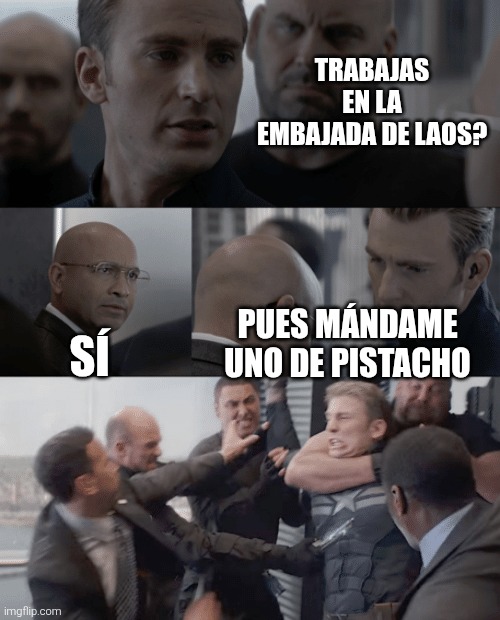 TRABAJAS
EN LA
EMBAJADA DE LAOS?
SÍ
PUES MÁNDAME
UNO DE PISTACHO
imgflip.com